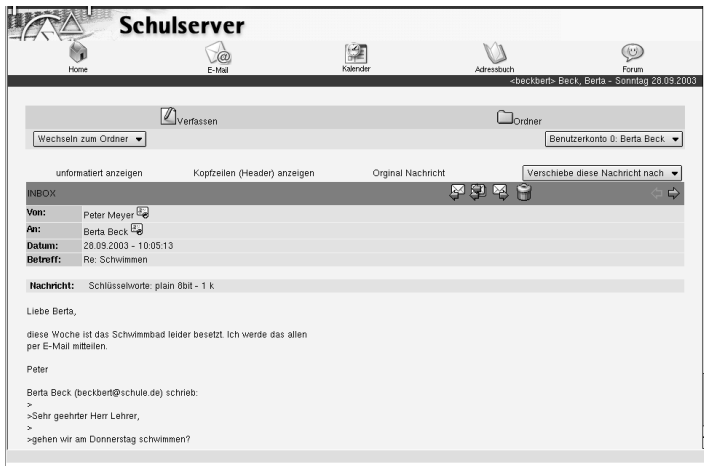 Schulserver
Home E-Mail Kalender Adressbuch Forum
<beckbert> Beck, Berta - Sonntag 28.09.2003
Verfassen Ordner
Wechseln zum Ordner Benutzerkonto 0: Berta Beck
unformatiert anzeigen Kopfzeilen (Header) anzeigen Orginal Nachricht Verschiebe diese Nachricht nach
INBOX
Von: Peter Meyer
An: Berta Beck
Datum: 28.09.2003 - 10:05:13
Betreff: Re: Schwimmen
Nachricht: Schlüsselworte: plain 8bit - 1 k
Liebe Berta,
diese Woche ist das Schwimmbad leider besetzt. Ich werde das allen
per E-Mail mitteilen.
Peter
Berta Beck (beckbert@schule.de) schrieb:
>
>Sehr geehrter Herr Lehrer,
>
>gehen wir am Donnerstag schwimmen?